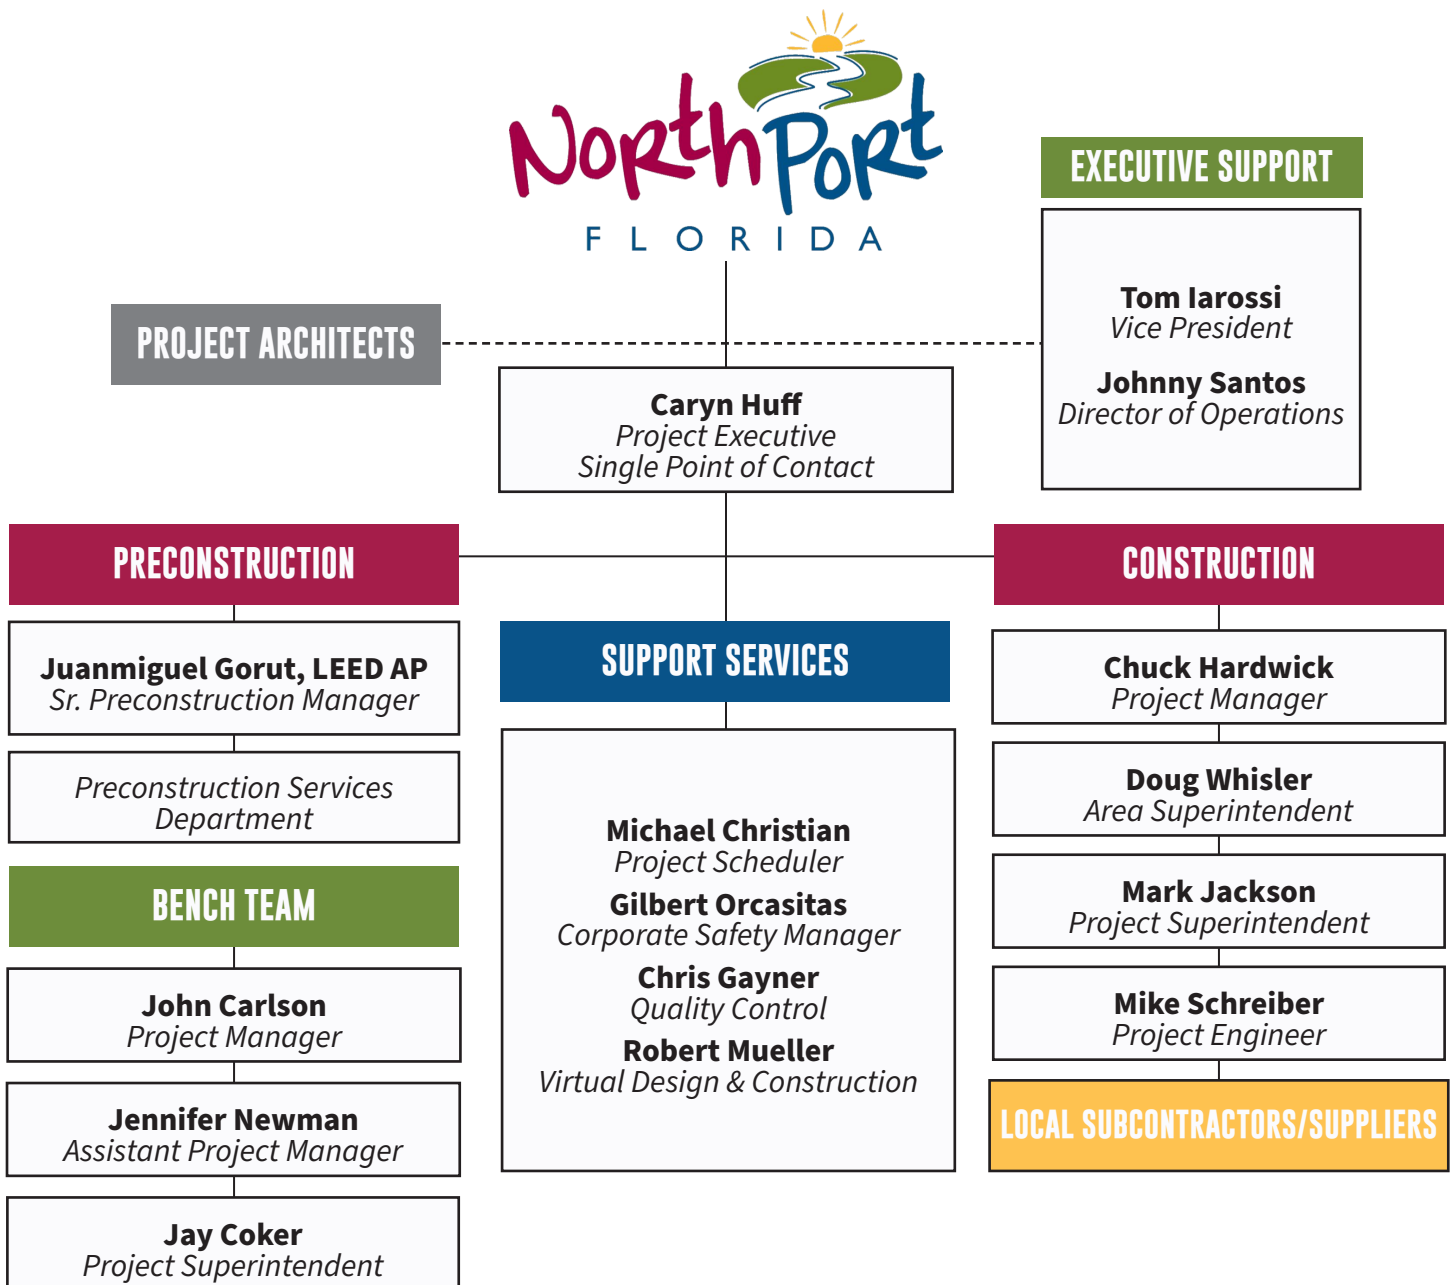 North Port
FLORIDA
EXECUTIVE SUPPORT
Tom Iarossi
Vice President
Johnny Santos
Director of Operations
PROJECT ARCHITECTS
Caryn Huff
Project Executive
Single Point of Contact
PRECONSTRUCTION
Juanmiguel Gorut, LEED AP
Sr. Preconstruction Manager
Preconstruction Services
Department
BENCH TEAM
John Carlson
Project Manager
Jennifer Newman
Assistant Project Manager
Jay Coker
Project Superintendent
SUPPORT SERVICES
Michael Christian
Project Scheduler
Gilbert Orcasitas
Corporate Safety Manager
Chris Gayner
Quality Control
Robert Mueller
Virtual Design & Construction
CONSTRUCTION
Chuck Hardwick
Project Manager
Doug Whisler
Area Superintendent
Mark Jackson
Project Superintendent
Mike Schreiber
Project Engineer
LOCAL SUBCONTRACTORS/SUPPLIERS